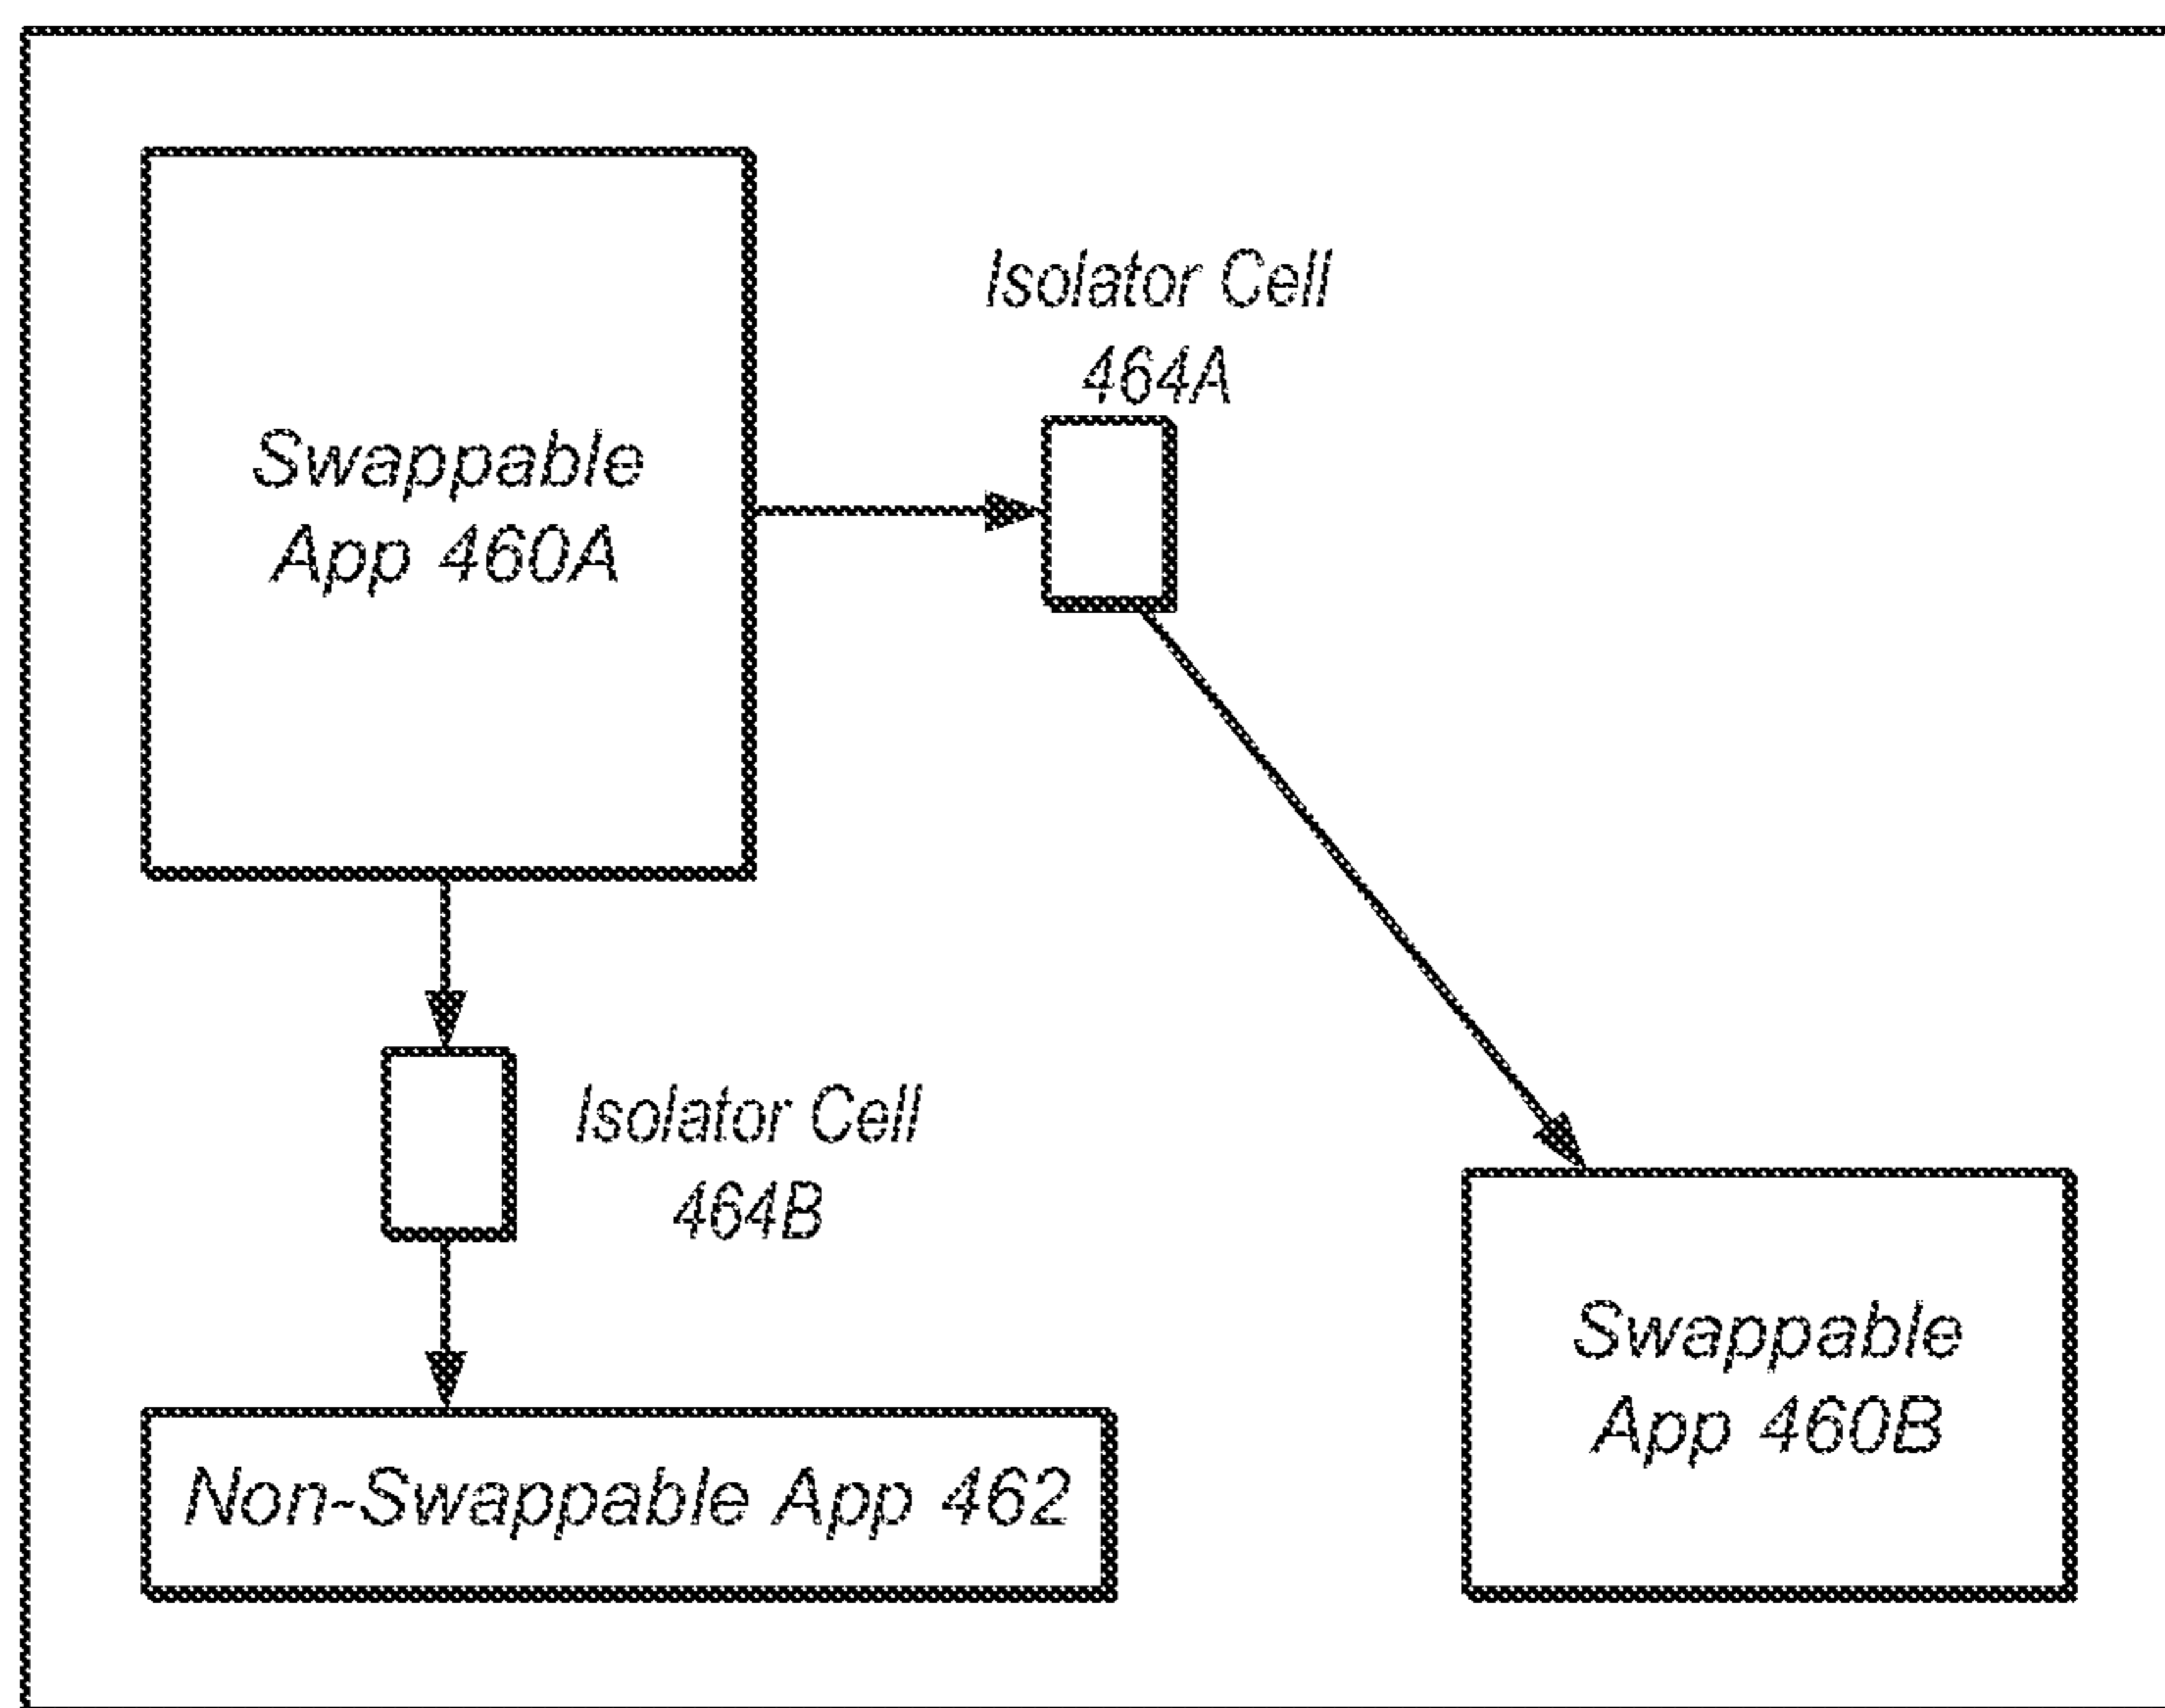 Isolator Cell
464A
Swappable
App 460A
Isolator Cell
464B
Swappable
App 460B
Non-Swappable App 462